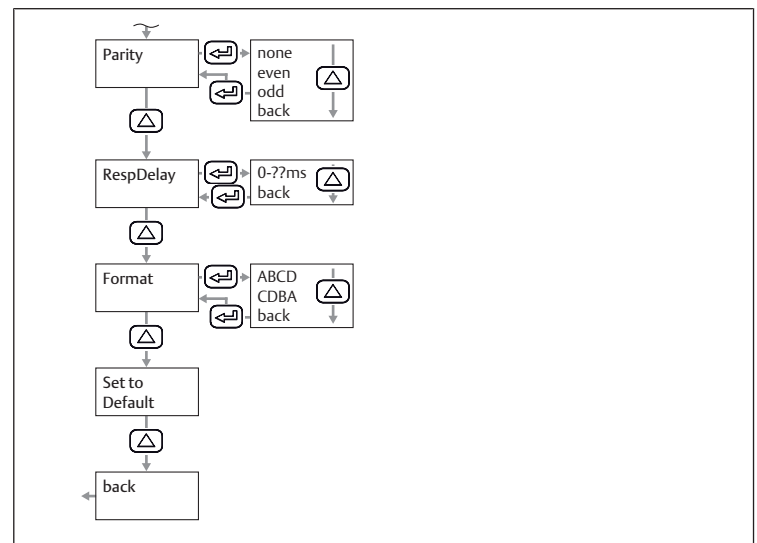 Parity
none
even
odd
back
RespDelay
0-??ms
back
Format
ABCD
CDBA
back
Set to
Default
back